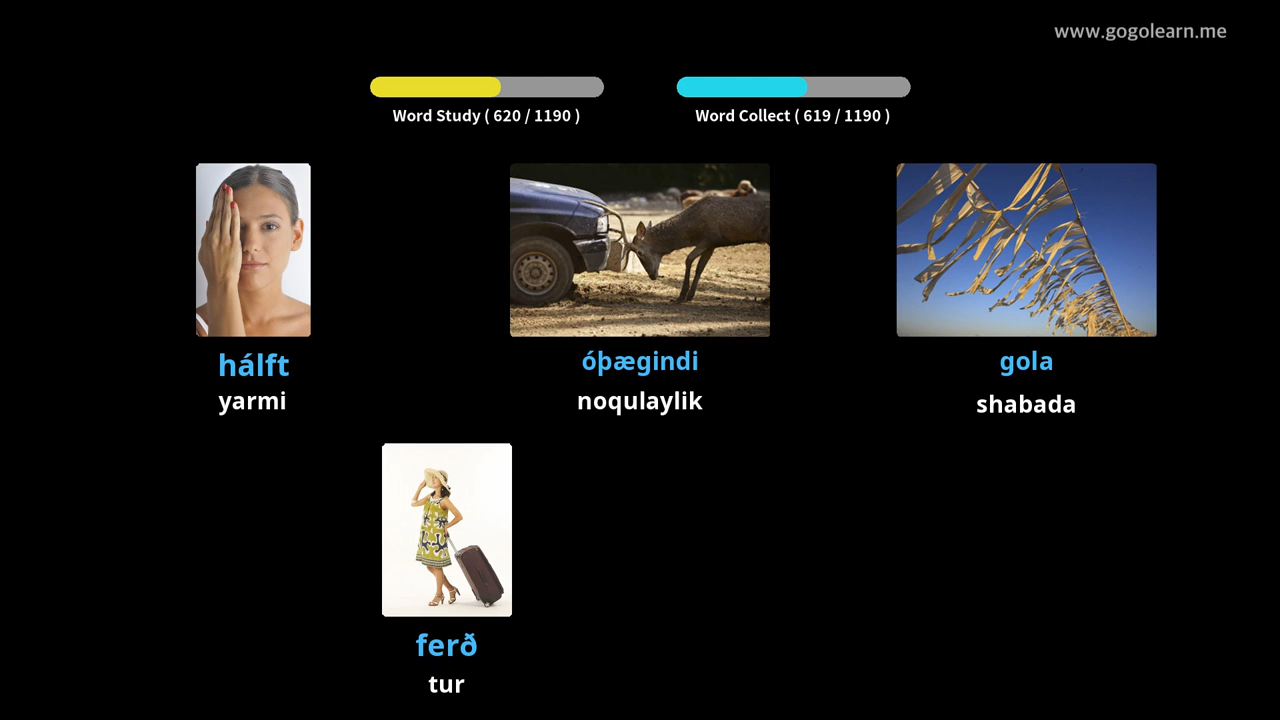 www.gogolearn.me
Word Study ( 620 / 1190 )
Word Collect ( 619 / 1190 )
hálft
yarmi
óþægindi
noqulaylik
gola
shabada
ferð
tur